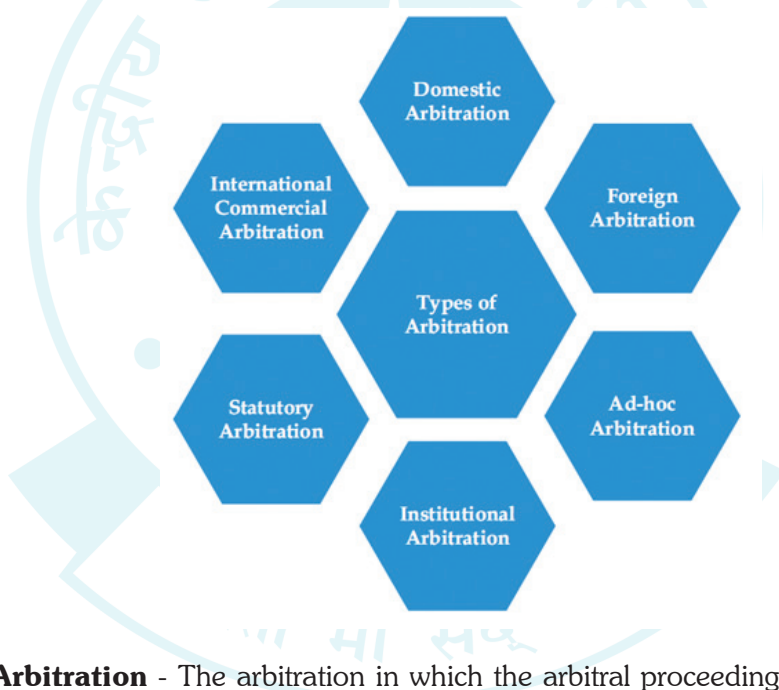 Domestic
Arbitration
International
Commercial
Arbitration
Foreign
Arbitration
Types of
Arbitration
Statutory
Arbitration
Ad-hoc
Arbitration
Institutional
Arbitration
Arbitration - The arbitration in which the arbitral proceeding